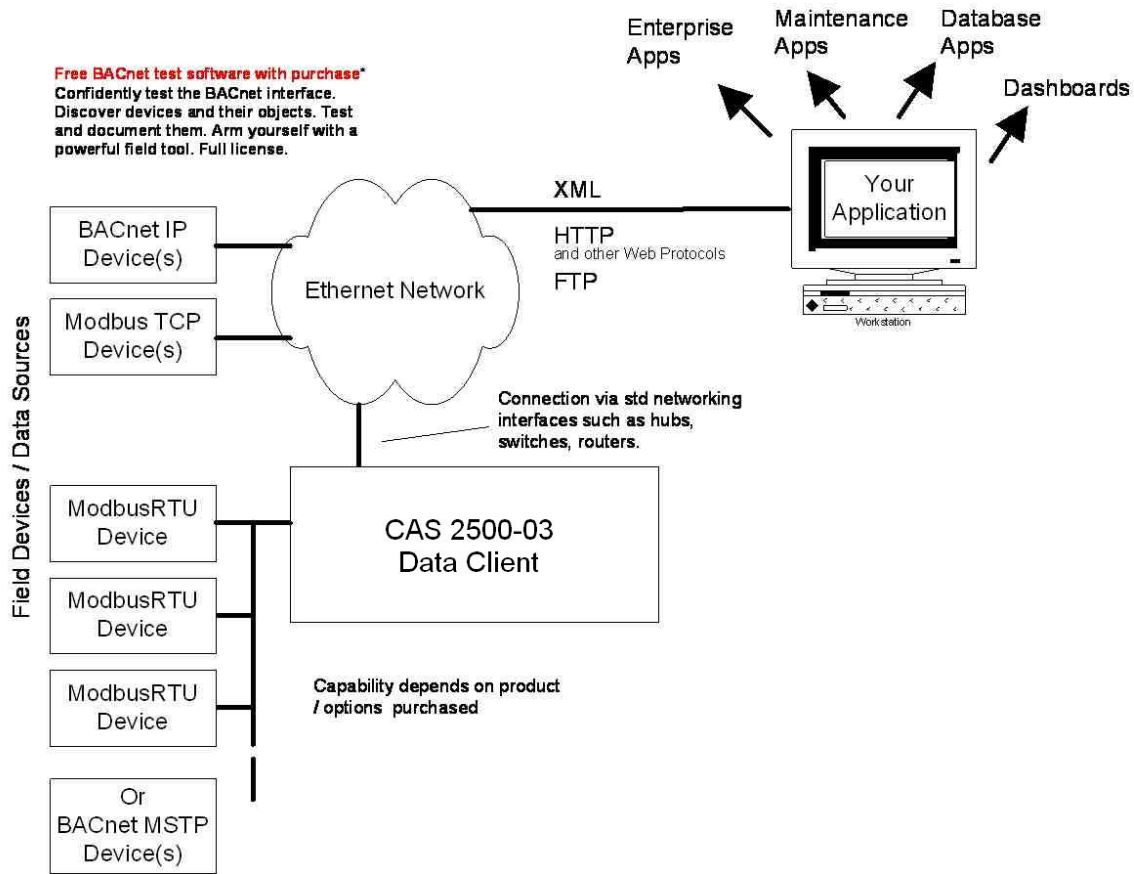 Enterprise
Apps
Maintenance
Apps
Database
Apps
Dashboards
Free BACnet test software with purchase*
Confidently test the BACnet interface.
Discover devices and their objects. Test
and document them. Arm yourself with a
powerful field tool. Full license.
XML
HTTP
and other Web Protocols
FTP
Your
Application
Workstation
BACnet IP
Device(s)
Ethernet Network
Modbus TCP
Device(s)
Field Devices / Data Sources
Connection via std networking
interfaces such as hubs,
switches, routers.
ModbusRTU
Device
CAS 2500-03
Data Client
ModbusRTU
Device
ModbusRTU
Device
Capability depends on product
/ options purchased
Or
BACnet MSTP
Device(s)